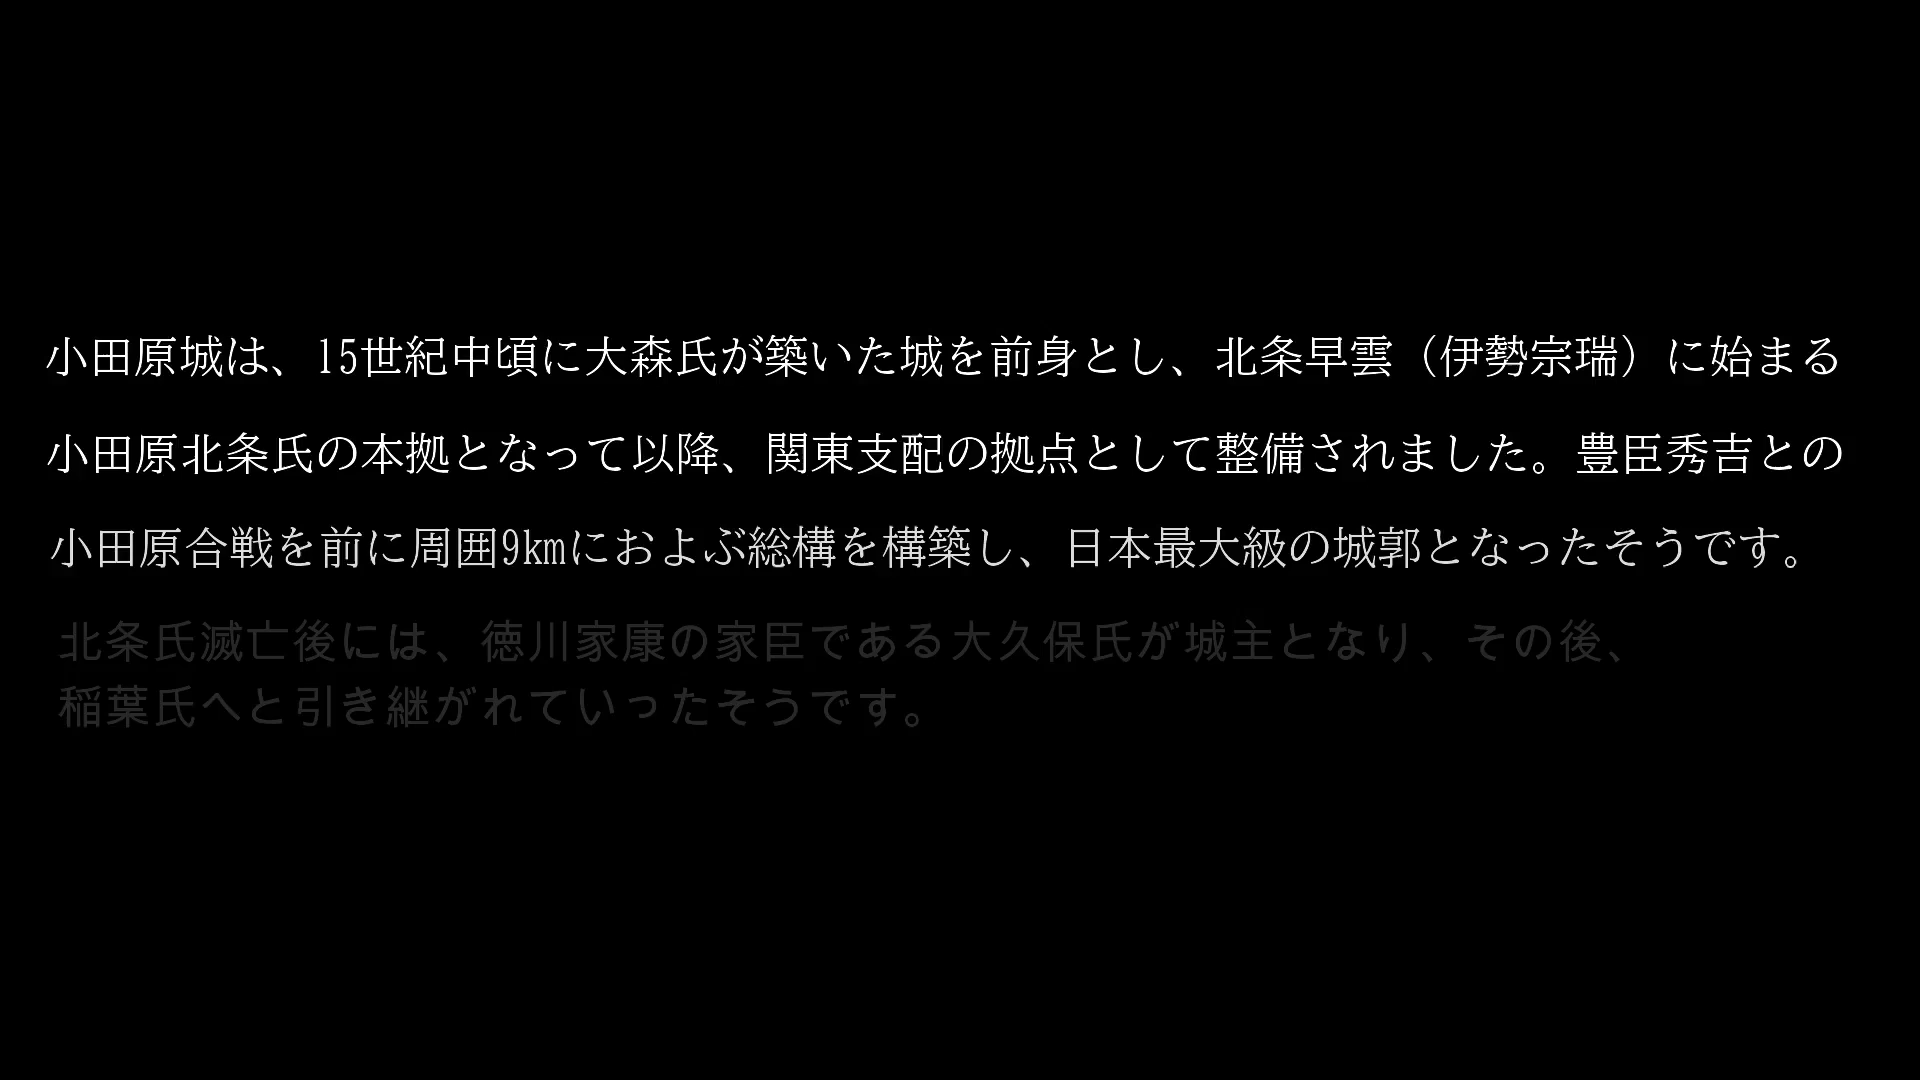 小田原城は、15世紀中頃に大森氏が築いた城を前身とし、北条早雲（伊勢宗瑞）に始まる
小田原北条氏の本拠となって以降、関東支配の拠点として整備されました。豊臣秀吉との
小田原合戦を前に周囲9kmにおよぶ総構を構築し、日本最大級の城郭となったそうです。
北条氏滅亡後には、徳川家康の家臣である大久保氏が城主となり、その後、
稲葉氏へと引き継がれていったそうです。